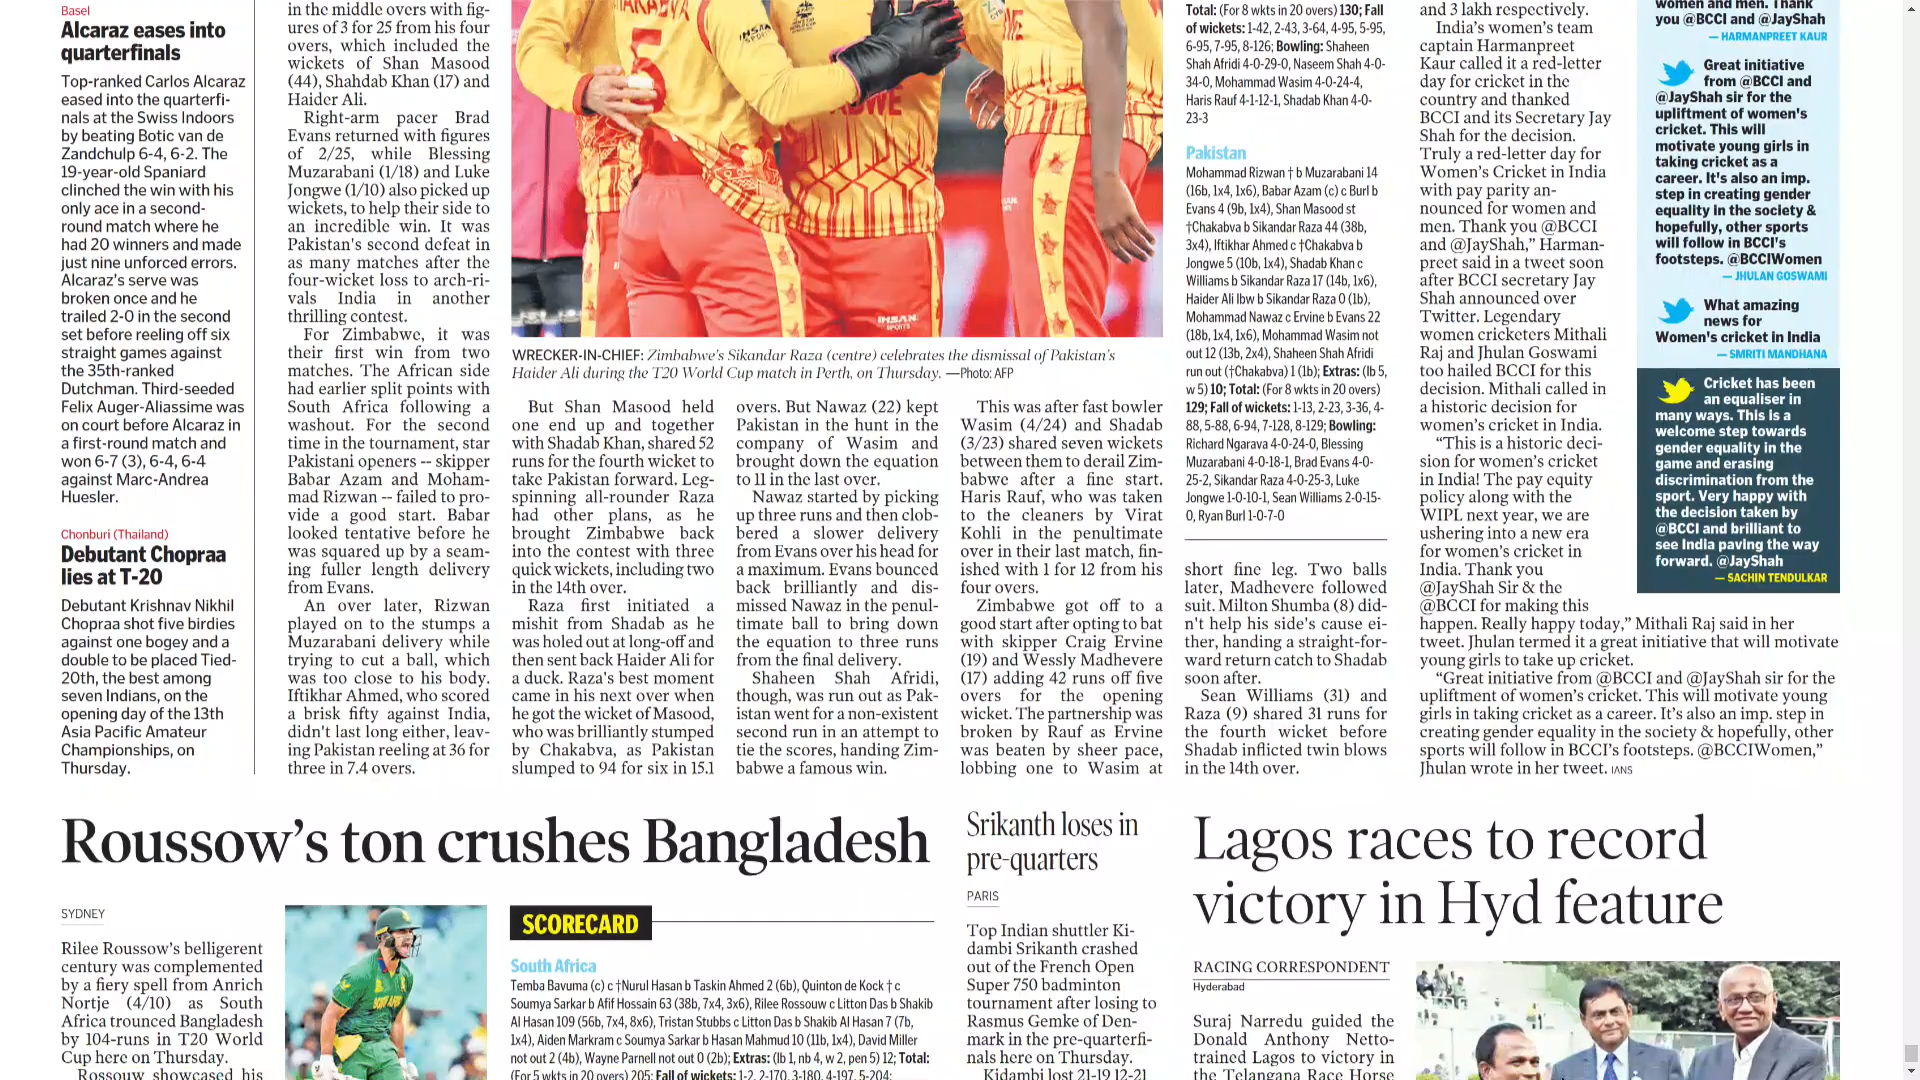 Basel
Alcaraz eases into
quarterfinals
Top-ranked Carlos Alcaraz
eased into the quarterfi-
nals at the Swiss Indoors
by beating Botic van de
Zandchulp 6-4, 6-2. The
19-year-old Spaniard
clinched the win with his
only ace in a second-
round match where he
had 20 winners and made
just nine unforced errors.
Alcaraz's serve was
broken once and he
trailed 2-0 in the second
set before reeling off six
straight games against
the 35th-ranked
Dutchman. Third-seeded
Felix Auger-Aliassime was
on court before Alcaraz in
a first-round match and
won 6-7 (3), 6-4, 6-4
against Marc-Andrea
Huesler.
Chonburi (Thailand)
Debutant Chopraa
lies at T-20
Debutant Krishnav Nikhil
Chopraa shot five birdies
against one bogey and a
double to be placed Tied-
20th, the best among
seven Indians, on the
opening day of the 13th
Asia Pacific Amateur
Championships, on
Thursday.
in the middle overs with fig-
ures of 3 for 25 from his four
overs, which included the
wickets of Shan Masood
(44), Shahdab Khan (17) and
Haider Ali.
Right-arm pacer Brad
Evans returned with figures
of 2/25, while Blessing
Muzarabani (1/18) and Luke
Jongwe (1/10) also picked up
wickets, to help their side to
an incredible win. It was
Pakistan's second defeat in
as many matches after the
four-wicket loss to arch-ri-
vals India in another
thrilling contest.
For Zimbabwe, it was
their first win from two
matches. The African side
had earlier split points with
South Africa following a
washout. For the second
time in the tournament, star
Pakistani openers -- skipper
Babar Azam and Moham-
mad Rizwan -- failed to pro-
vide a good start. Babar
looked tentative before he
was squared up by a seam-
ing fuller length delivery
from Evans.
An over later, Rizwan
played on to the stumps a
Muzarabani delivery while
trying to cut a ball, which
was too close to his body.
Iftikhar Ahmed, who scored
a brisk fifty against India,
didn't last long either, leav-
ing Pakistan reeling at 36 for
three in 7.4 overs.
5
IHSAN
SPORTS
IHSAN
SPORTS
WRECKER-IN-CHIEF: Zimbabwe's Sikandar Raza (centre) celebrates the dismissal of Pakistan's
Haider Ali during the T20 World Cup match in Perth, on Thursday. —Photo: AFP
But Shan Masood held
one end up and together
with Shadab Khan, shared 52
runs for the fourth wicket to
take Pakistan forward. Leg-
spinning all-rounder Raza
had other plans, as he
brought Zimbabwe back
into the contest with three
quick wickets, including two
in the 14th over.
Raza first initiated a
mishit from Shadab as he
was holed out at long-off and
then sent back Haider Ali for
a duck. Raza's best moment
came in his next over when
he got the wicket of Masood,
who was brilliantly stumped
by Chakabva, as Pakistan
slumped to 94 for six in 15.1
overs. But Nawaz (22) kept
Pakistan in the hunt in the
company of Wasim and
brought down the equation
to 11 in the last over.
Nawaz started by picking
up three runs and then clob-
bered a slower delivery
from Evans over his head for
a maximum. Evans bounced
back brilliantly and dis-
missed Nawaz in the penul-
timate ball to bring down
the equation to three runs
from the final delivery.
Shaheen Shah Afridi,
though, was run out as Pak-
istan went for a non-existent
second run in an attempt to
tie the scores, handing Zim-
babwe a famous win.
This was after fast bowler
Wasim (4/24) and Shadab
(3/23) shared seven wickets
between them to derail Zim-
babwe after a fine start.
Haris Rauf, who was taken
to the cleaners by Virat
Kohli in the penultimate
over in their last match, fin-
ished with 1 for 12 from his
four overs.
Zimbabwe got off to a
good start after opting to bat
with skipper Craig Ervine
(19) and Wessly Madhevere
(17) adding 42 runs off five
overs for the opening
wicket. The partnership was
broken by Rauf as Ervine
was beaten by sheer pace,
lobbing one to Wasim at
Total: (For 8 wkts in 20 overs) 130; Fall
of wickets: 1-42, 2-43, 3-64, 4-95, 5-95,
6-95, 7-95, 8-126; Bowling: Shaheen
Shah Afridi 4-0-29-0, Naseem Shah 4-0-
34-0, Mohammad Wasim 4-0-24-4,
Haris Rauf 4-1-12-1, Shadab Khan 4-0-
23-3
Pakistan
Mohammad Rizwan † b Muzarabani 14
(16b, 1x4, 1x6), Babar Azam (c) c Burl b
Evans 4 (9b, 1x4), Shan Masood st
†Chakabva b Sikandar Raza 44 (38b,
3x4), Iftikhar Ahmed c †Chakabva b
Jongwe 5 (10b, 1x4), Shadab Khan c
Williams b Sikandar Raza 17 (14b, 1x6),
Haider Ali lbw b Sikandar Raza 0 (1b),
Mohammad Nawaz c Ervine b Evans 22
(18b, 1x4, 1x6), Mohammad Wasim not
out 12 (13b, 2x4), Shaheen Shah Afridi
run out (†Chakabva) 1 (1b); Extras: (lb 5,
w 5) 10; Total: (For 8 wkts in 20 overs)
129; Fall of wickets: 1-13, 2-23, 3-36, 4-
88, 5-88, 6-94, 7-128, 8-129; Bowling:
Richard Ngarava 4-0-24-0, Blessing
Muzarabani 4-0-18-1, Brad Evans 4-0-
25-2, Sikandar Raza 4-0-25-3, Luke
Jongwe 1-0-10-1, Sean Williams 2-0-15-
0, Ryan Burl 1-0-7-0
short fine leg. Two balls
later, Madhevere followed
suit. Milton Shumba (8) did-
n't help his side's cause ei-
ther, handing a straight-for-
ward return catch to Shadab
soon after.
Sean Williams (31) and
Raza (9) shared 31 runs for
the fourth wicket before
Shadab inflicted twin blows
in the 14th over.
and 3 lakh respectively.
India's women's team
captain Harmanpreet
Kaur called it a red-letter
day for cricket in the
country and thanked
BCCI and its Secretary Jay
Shah for the decision.
Truly a red-letter day for
Women's Cricket in India
with pay parity an-
nounced for women and
men. Thank you @BCCI
and @JayShah," Harman-
preet said in a tweet soon
after BCCI secretary Jay
Shah announced over
Twitter. Legendary
women cricketers Mithali
Raj and Jhulan Goswami
too hailed BCCI for this
decision. Mithali called in
a historic decision for
women's cricket in India.
"This is a historic deci-
sion for women's cricket
in India! The pay equity
policy along with the
WIPL next year, we are
ushering into a new era
for women's cricket in
India. Thank you
@JayShah Sir & the
@BCCI for making this
happen. Really happy today," Mithali Raj said in her
tweet. Jhulan termed it a great initiative that will motivate
young girls to take up cricket.
"Great initiative from @BCCI and @JayShah sir for the
upliftment of women's cricket. This will motivate young
girls in taking cricket as a career. It's also an imp. step in
creating gender equality in the society & hopefully, other
sports will follow in BCCI's footsteps. @BCCIWomen,"
Jhulan wrote in her tweet. IANS
women and men. Thank
you @BCCI and @JayShah
— HARMANPREET KAUR
Great initiative
from @BCCI and
@JayShah sir for the
upliftment of women's
cricket. This will
motivate young girls in
taking cricket as a
career. It's also an imp.
step in creating gender
equality in the society &
hopefully, other sports
will follow in BCCI's
footsteps. @BCCIWomen
— JHULAN GOSWAMI
What amazing
news for
Women's cricket in India
— SMRITI MANDHANA
Cricket has been
an equaliser in
many ways. This is a
welcome step towards
gender equality in the
game and erasing
discrimination from the
sport. Very happy with
the decision taken by
@BCCI and brilliant to
see India paving the way
forward. @JayShah
— SACHIN TENDULKAR
Roussow's ton crushes Bangladesh
SYDNEY
Rilee Roussow's belligerent
century was complemented
by a fiery spell from Anrich
Nortje (4/10) as South
Africa trounced Bangladesh
by 104-runs in T20 World
Cup here on Thursday.
Rossouw showcased his
SCORECARD
South Africa
Temba Bavuma (c) c †Nurul Hasan b Taskin Ahmed 2 (6b), Quinton de Kock † c
Soumya Sarkar b Afif Hossain 63 (38b, 7x4, 3x6), Rilee Rossouw c Litton Das b Shakib
Al Hasan 109 (56b, 7x4, 8x6), Tristan Stubbs c Litton Das b Shakib Al Hasan 7 (7b,
1x4), Aiden Markram c Soumya Sarkar b Hasan Mahmud 10 (11b, 1x4), David Miller
not out 2 (4b), Wayne Parnell not out 0 (2b); Extras: (lb 1, nb 4, w 2, pen 5) 12; Total:
(For 5 wkts in 20 overs) 205; Fall of wickets: 1-2, 2-170, 3-180, 4-197, 5-204;
Srikanth loses in
pre-quarters
PARIS
Top Indian shuttler Ki-
dambi Srikanth crashed
out of the French Open
Super 750 badminton
tournament after losing to
Rasmus Gemke of Den-
mark in the pre-quarterfi-
nals here on Thursday.
Kidambi lost 21-19 12-21
Lagos races to record
victory in Hyd feature
RACING CORRESPONDENT
Hyderabad
Suraj Narredu guided the
Donald Anthony Netto-
trained Lagos to victory in
the Telangana Race Horse